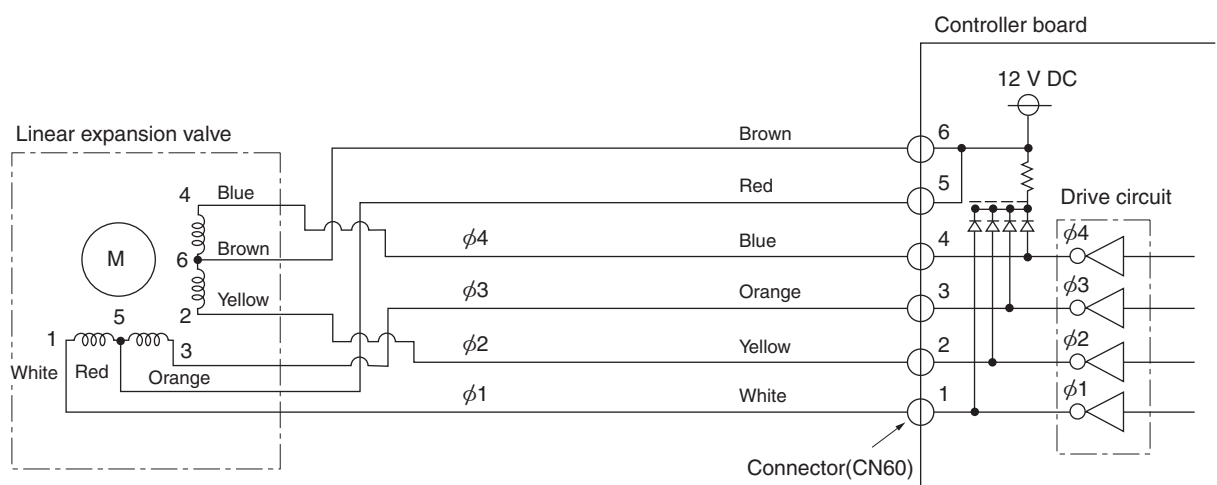 Controller board
12 V DC
Linear expansion valve
Brown
6
4
Blue
Red
5
Drive circuit
ϕ4
Blue
4
ϕ4
M
6
Brown
ϕ3
Orange
3
ϕ3
Yellow
2
5
1
3
ϕ2
Yellow
2
ϕ2
White
Red
Orange
ϕ1
White
1
ϕ1
Connector(CN60)